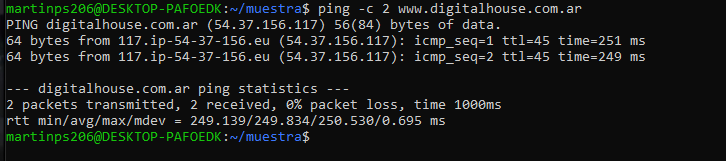 martinps206@DESKTOP-PAFOEDK:~/muestra$ ping -c 2 www.digitalhouse.com.ar
PING digitalhouse.com.ar (54.37.156.117) 56(84) bytes of data.
64 bytes from 117.ip-54-37-156.eu (54.37.156.117): icmp_seq=1 ttl=45 time=251 ms
64 bytes from 117.ip-54-37-156.eu (54.37.156.117): icmp_seq=2 ttl=45 time=249 ms

--- digitalhouse.com.ar ping statistics ---
2 packets transmitted, 2 received, 0% packet loss, time 1000ms
rtt min/avg/max/mdev = 249.139/249.834/250.530/0.695 ms
martinps206@DESKTOP-PAFOEDK:~/muestra$